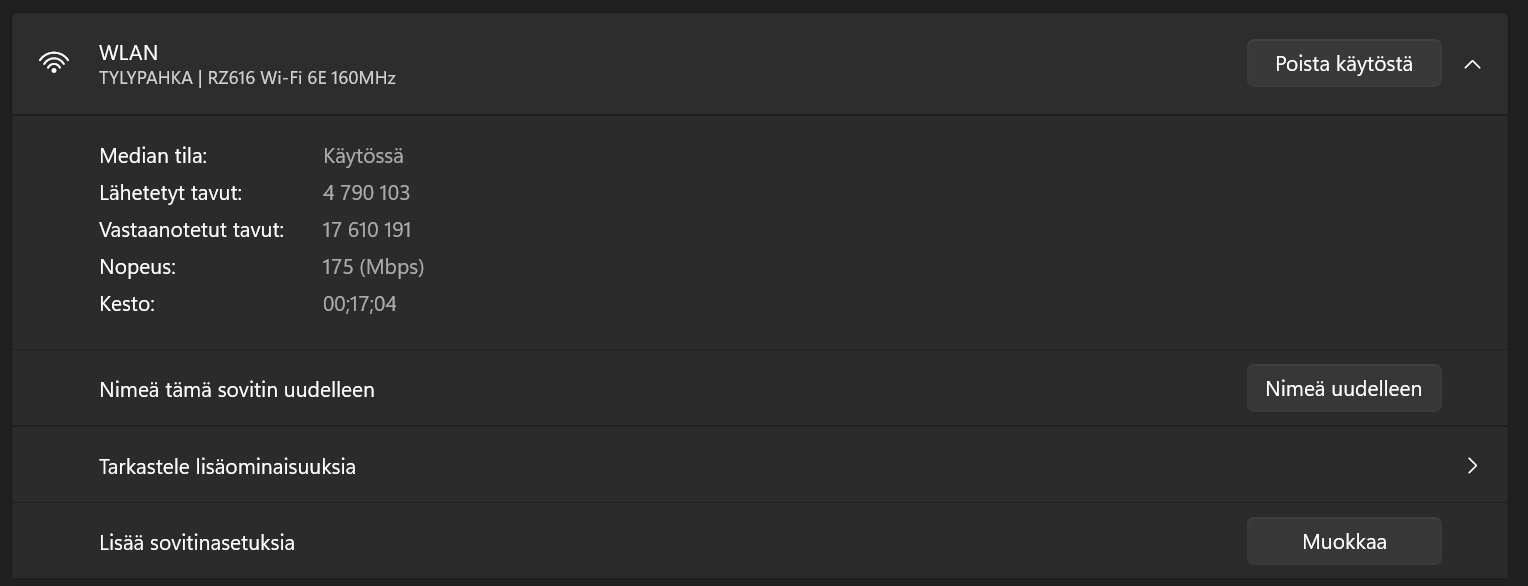 WLAN
TYLYPAHKA | RZ616 Wi-Fi 6E 160MHz
Poista käytöstä
Median tila: Käytössä
Lähetetyt tavut: 4 790 103
Vastaanotetut tavut: 17 610 191
Nopeus: 175 (Mbps)
Kesto: 00;17;04
Nimeä tämä sovitin uudelleen
Nimeä uudelleen
Tarkastele lisäominaisuuksia
Lisää sovitinasetuksia
Muokkaa